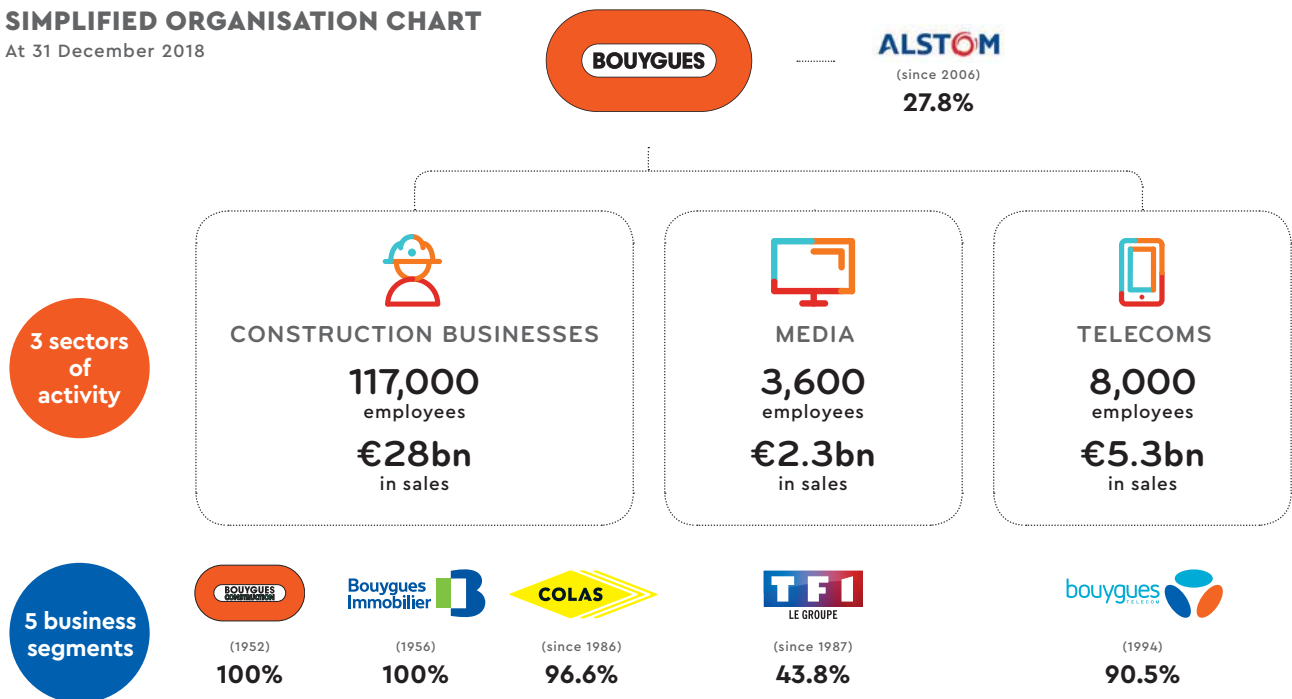 SIMPLIFIED ORGANISATION CHART
At 31 December 2018
BOUYGUES
ALSTOM
(since 2006)
27.8%
3 sectors
of
activity
CONSTRUCTION BUSINESSES
117,000
employees
€28bn
in sales
MEDIA
3,600
employees
€2.3bn
in sales
TELECOMS
8,000
employees
€5.3bn
in sales
5 business
segments
BOUYGUES
CONSTRUCTION
(1952)
100%
Bouygues
Immobilier
(1956)
100%
COLAS
(since 1986)
96.6%
TF1
LE GROUPE
(since 1987)
43.8%
bouygues
TELECOM
(1994)
90.5%